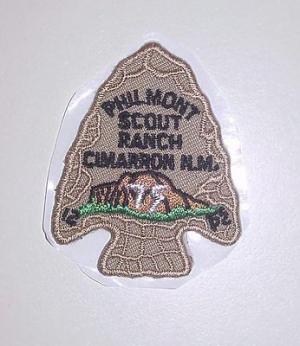 PHILMONT
SCOUT
RANCH
CIMARRON N.M.